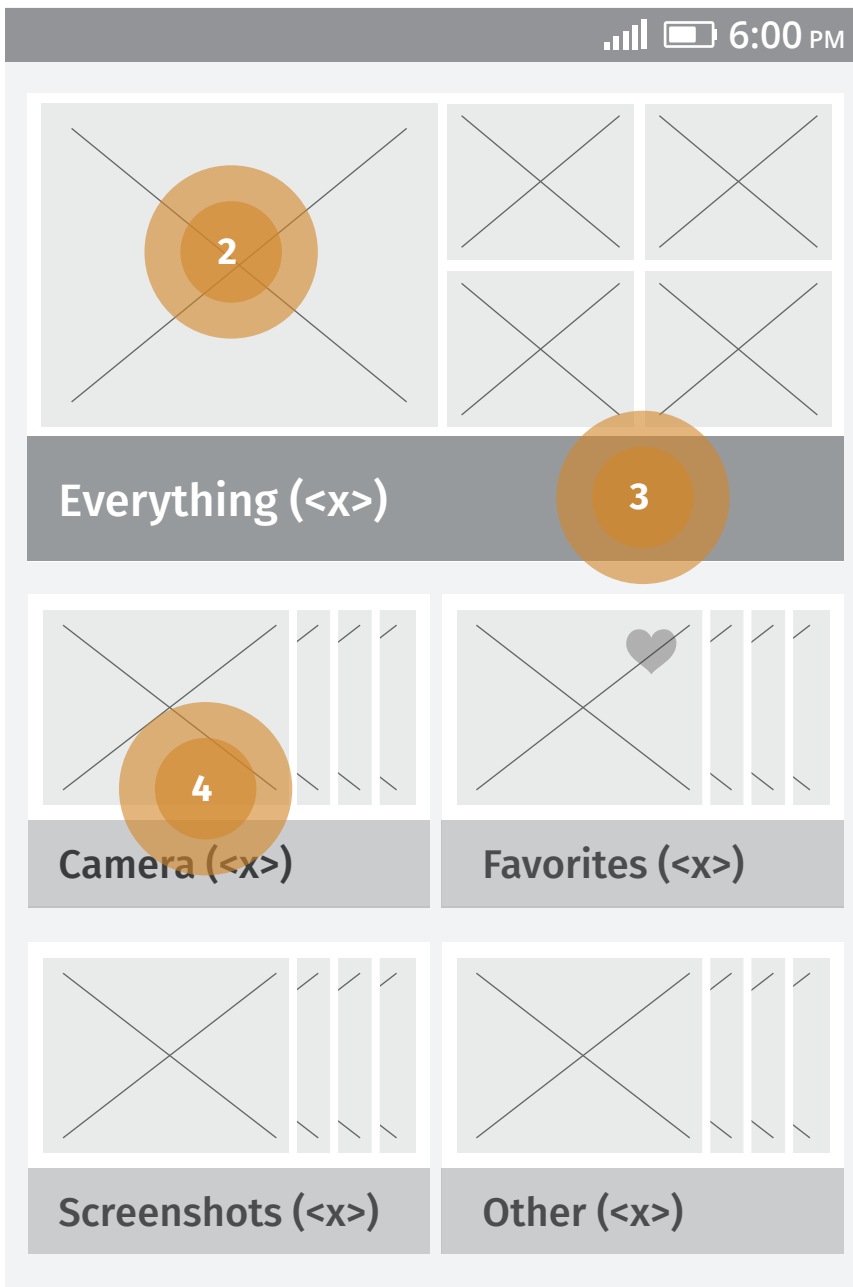 6:00 PM
2
3
Everything (<x>)
4
Camera (<x>)
Favorites (<x>)
Screenshots (<x>)
Other (<x>)